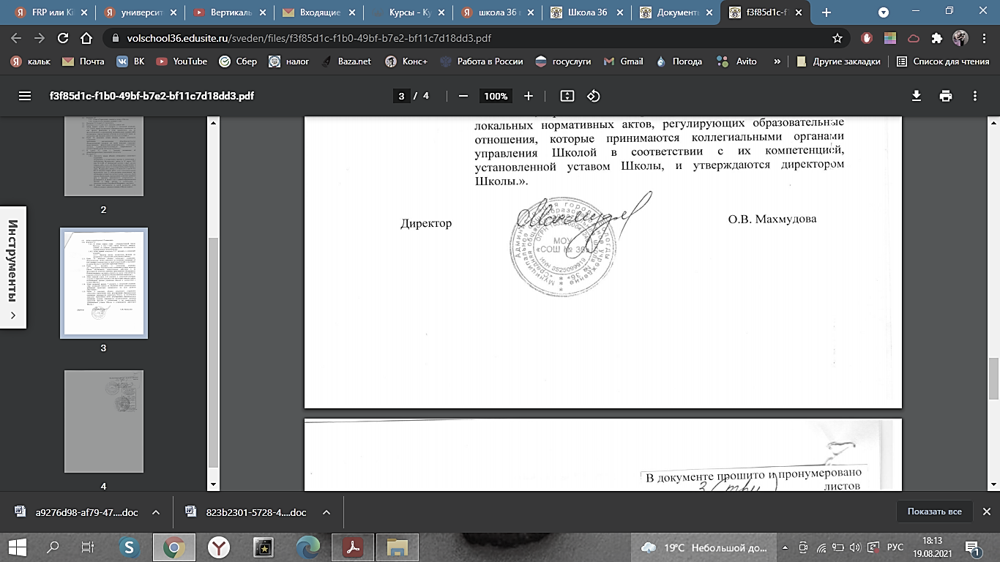 FRP или Ki
университ
Вертикаль
Входящие
Курсы - Ку
школа 36 в
Школа 36
Документы
f3f85d1c-f1
volschool36.edusite.ru/sveden/files/f3f85d1c-f1b0-49bf-b7e2-bf11c7d18dd3.pdf
кальк
Почта
ВК
YouTube
Сбер
налог
Baza.net
Конс+
Работа в России
госуслуги
Gmail
Погода
Avito
»
Другие закладки
Список для чтения
f3f85d1c-f1b0-49bf-b7e2-bf11c7d18dd3.pdf
3 / 4
100%
2
3
4
Инструменты
локальных нормативных актов, регулирующих образовательные
отношения, которые принимаются коллегиальными органами
управления Школой в соответствии с их компетенцией,
установленной уставом Школы, и утверждаются директором
Школы.».
Директор
МОУ
«СОШ № 36»
О.В. Махмудова
В документе прошито и пронумеровано
3 (три)
листов
a9276d98-af79-47....doc
823b2301-5728-4....doc
Показать все
19°C Небольшой до...
РУС
18:13
19.08.2021
1